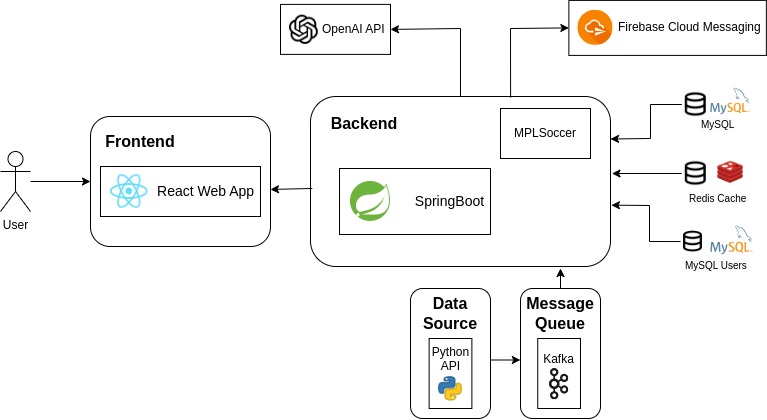 OpenAI API
Firebase Cloud Messaging
Frontend
React Web App
User
Backend
MPLSoccer
SpringBoot
MySQL
MySQL
Redis Cache
MySQL
MySQL Users
Data
Source
Python
API
Message
Queue
Kafka